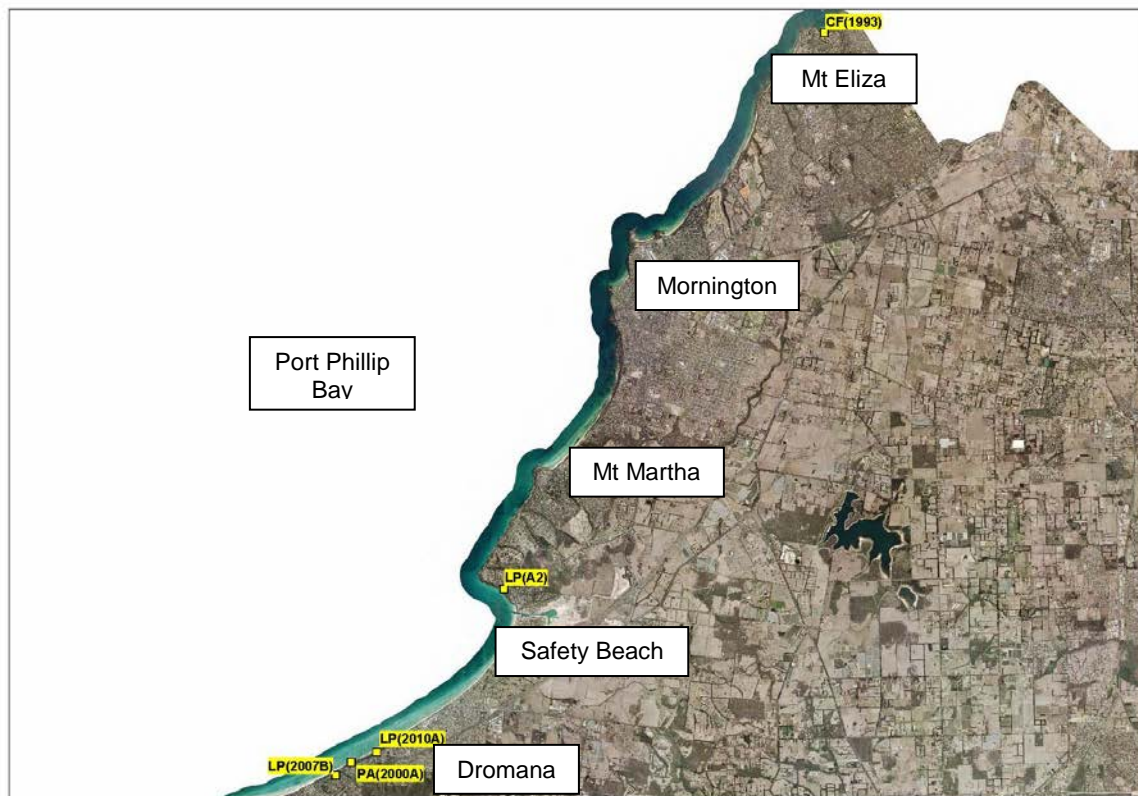 CF(1993)
Mt Eliza
Mornington
Port Phillip
Bay
Mt Martha
LP(A2)
Safety Beach
LP(2010A)
LP(2007B)
PA(2000A)
Dromana